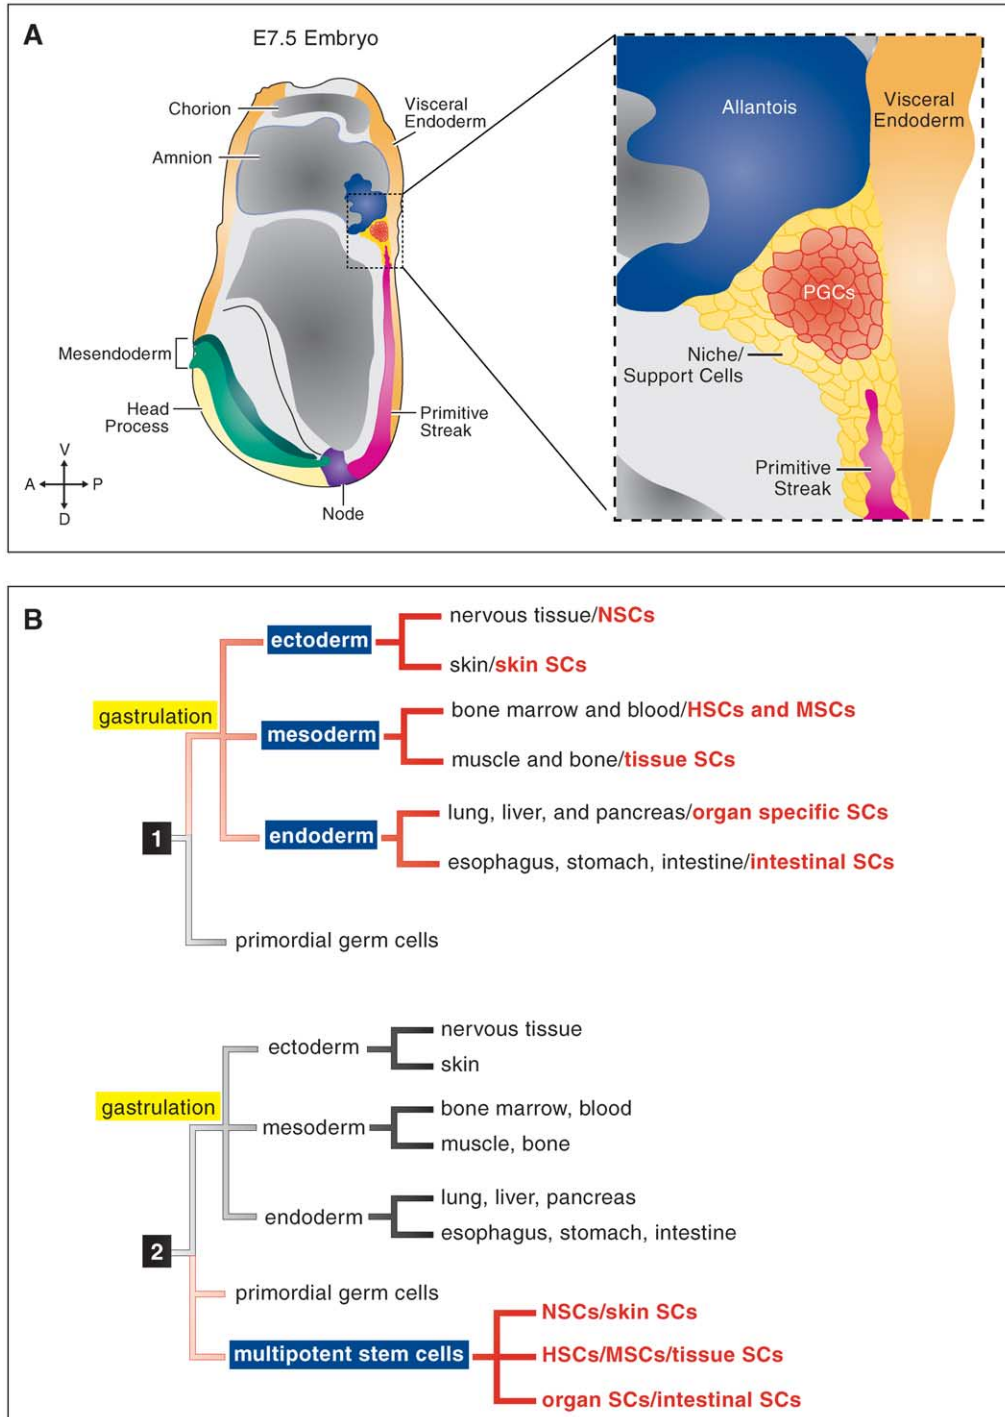 A
E7.5 Embryo
Chorion
Amnion
Visceral
Endoderm
Mesendoderm
Head
Process
Primitive
Streak
Node
V
A
P
D
Allantois
Visceral
Endoderm
PGCs
Niche/
Support Cells
Primitive
Streak
B
nervous tissue/NSCs
ectoderm
skin/skin SCs
gastrulation
bone marrow and blood/HSCs and MSCs
mesoderm
muscle and bone/tissue SCs
lung, liver, and pancreas/organ specific SCs
1
endoderm
esophagus, stomach, intestine/intestinal SCs
primordial germ cells
nervous tissue
ectoderm
skin
gastrulation
bone marrow, blood
mesoderm
muscle, bone
lung, liver, pancreas
endoderm
esophagus, stomach, intestine
2
primordial germ cells
NSCs/skin SCs
multipotent stem cells
HSCs/MSCs/tissue SCs
organ SCs/intestinal SCs